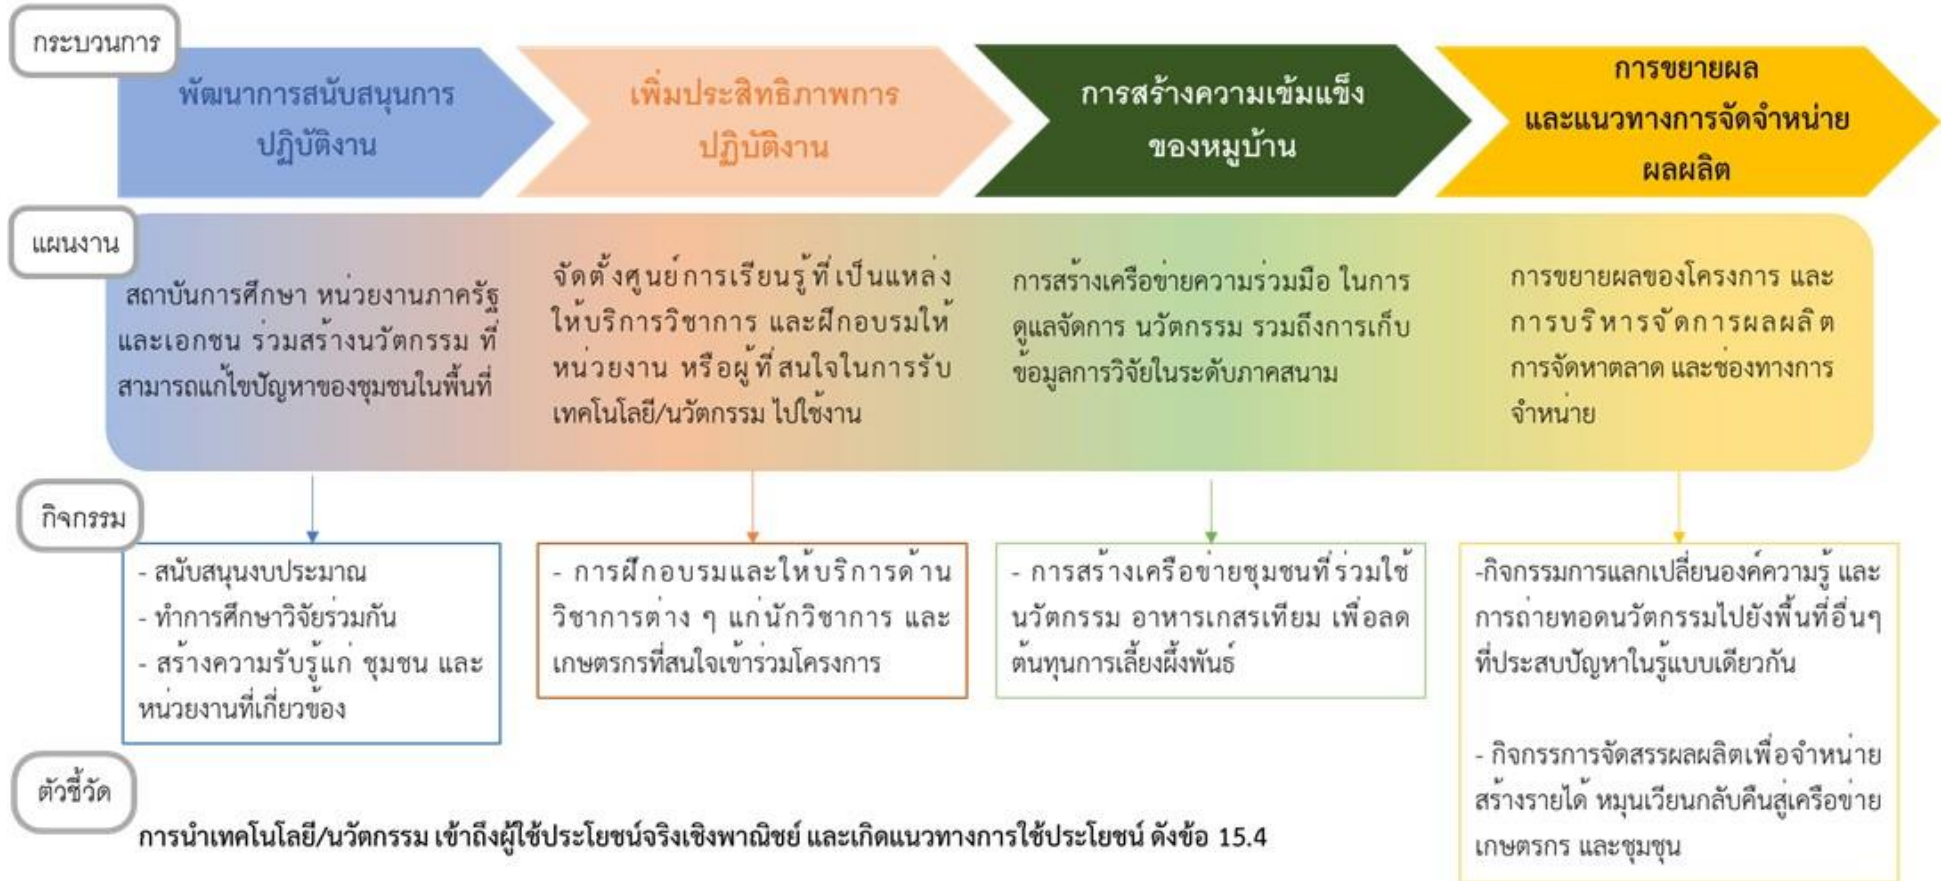 กระบวนการ
พัฒนาการสนับสนุนการ
ปฏิบัติงาน
เพิ่มประสิทธิภาพการ
ปฏิบัติงาน
การสร้างความเข้มแข็ง
ของหมู่บ้าน
การขยายผล
และแนวทางการจัดจำหน่าย
ผลผลิต
แผนงาน
สถาบันการศึกษา หน่วยงานภาครัฐ
และเอกชน ร่วมสร้างนวัตกรรม ที่
สามารถแก้ไขปัญหาของชุมชนในพื้นที่
จัดตั้งศูนย์การเรียนรู้ที่เป็นแหล่ง
ให้บริการวิชาการ และฝึกอบรมให้
หน่วยงาน หรือผู้ที่สนใจในการรับ
เทคโนโลยี/นวัตกรรม ไปใช้งาน
การสร้างเครือข่ายความร่วมมือ ในการ
ดูแลจัดการ นวัตกรรม รวมถึงการเก็บ
ข้อมูลการวิจัยในระดับภาคสนาม
การขยายผลของโครงการ และ
การบริหารจัดการผลผลิต
การจัดหาตลาด และช่องทางการ
จำหน่าย
กิจกรรม
- สนับสนุนงบประมาณ
- ทำการศึกษาวิจัยร่วมกัน
- สร้างความรับรู้แก่ ชุมชน และ
หน่วยงานที่เกี่ยวข้อง
- การฝึกอบรมและให้บริการด้าน
วิชาการต่าง ๆ แก่นักวิชาการ และ
เกษตรกรที่สนใจเข้าร่วมโครงการ
- การสร้างเครือข่ายชุมชนที่ร่วมใช้
นวัตกรรม อาหารเกสรเทียม เพื่อลด
ต้นทุนการเลี้ยงผึ้งพันธ์
-กิจกรรมการแลกเปลี่ยนองค์ความรู้ และ
การถ่ายทอดนวัตกรรมไปยังพื้นที่อื่นๆ
ที่ประสบปัญหาในรู้แบบเดียวกัน
- กิจกรรการจัดสรรผลผลิตเพื่อจำหน่าย
สร้างรายได้ หมุนเวียนกลับคืนสู่เครือข่าย
เกษตรกร และชุมชุน
ตัวชี้วัด
การนำเทคโนโลยี/นวัตกรรม เข้าถึงผู้ใช้ประโยชน์จริงเชิงพาณิชย์ และเกิดแนวทางการใช้ประโยชน์ ดังข้อ 15.4